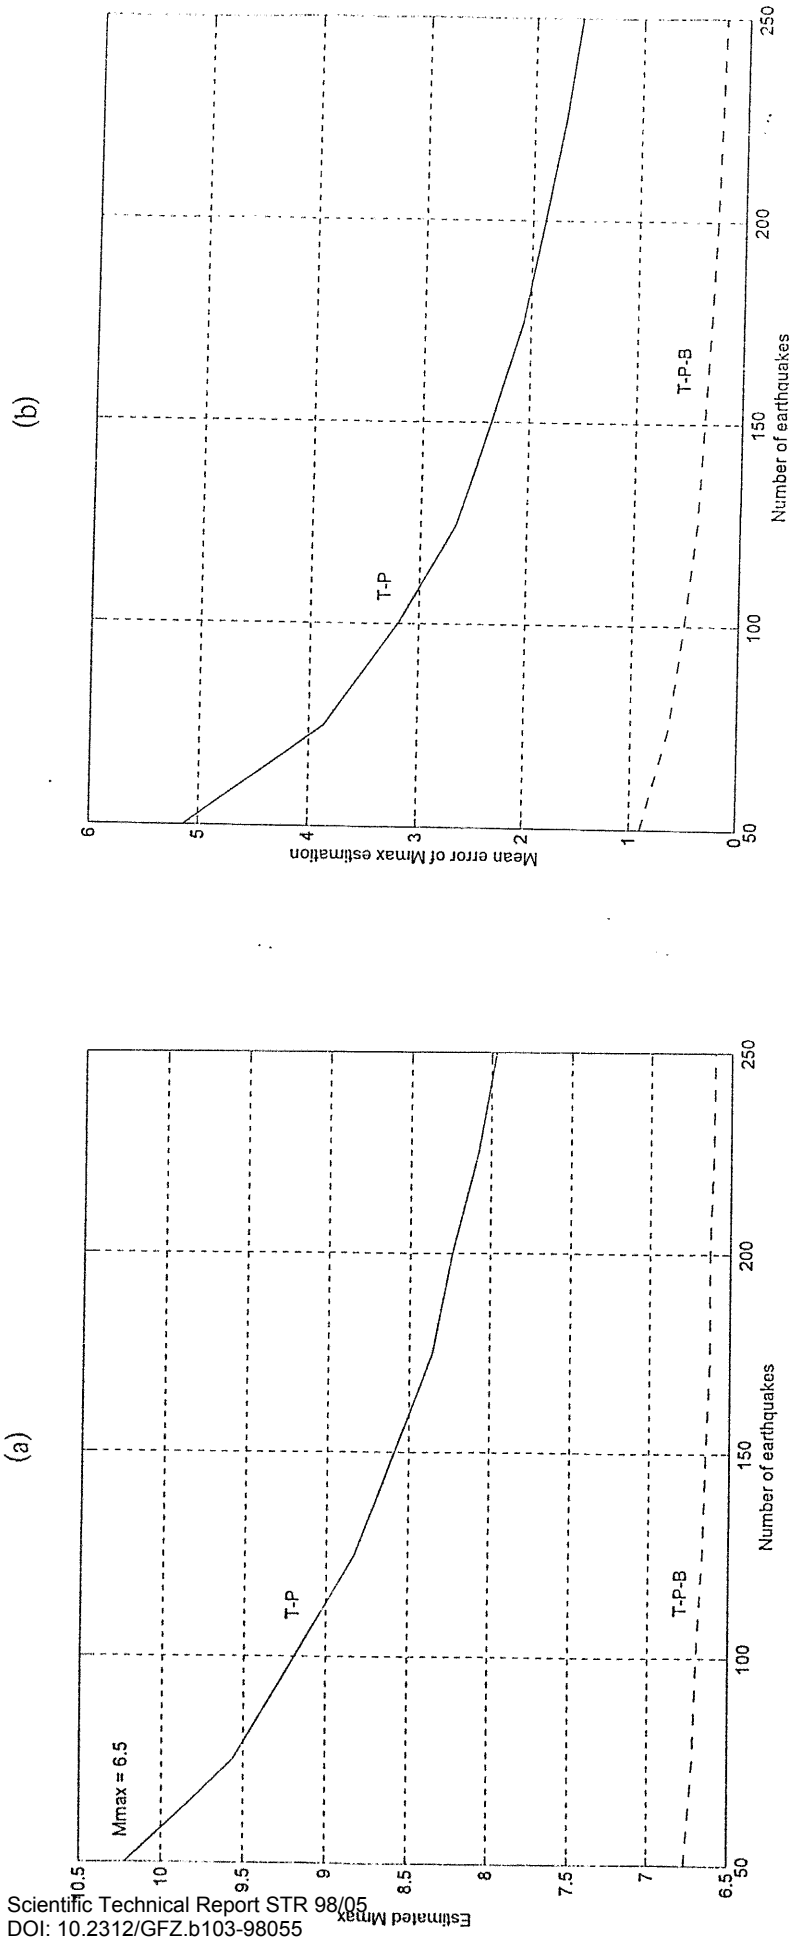 (a)
10.5
10
9.5
9
8.5
8
7.5
7
6.5
Estimated Mmax
Mmax = 6.5
T-P
T-P-B
50
100
150
200
250
Number of earthquakes
(b)
6
5
4
3
2
1
0
Mean error of Mmax estimation
T-P
T-P-B
50
100
150
200
250
Number of earthquakes
Scientific Technical Report STR 98/05
DOI: 10.2312/GFZ.b103-98055